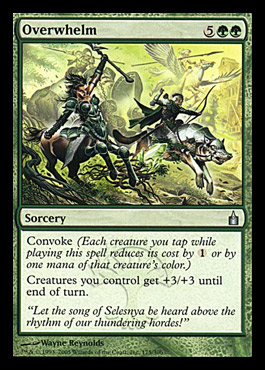 Overwhelm 5
Sorcery
Convoke (Each creature you tap while
playing this spell reduces its cost by 1 or by
one mana of that creature's color.)
Creatures you control get +3/+3 until
end of turn.
"Let the song of Selesnya be heard above the
rhythm of our thundering hordes!"
Wayne Reynolds